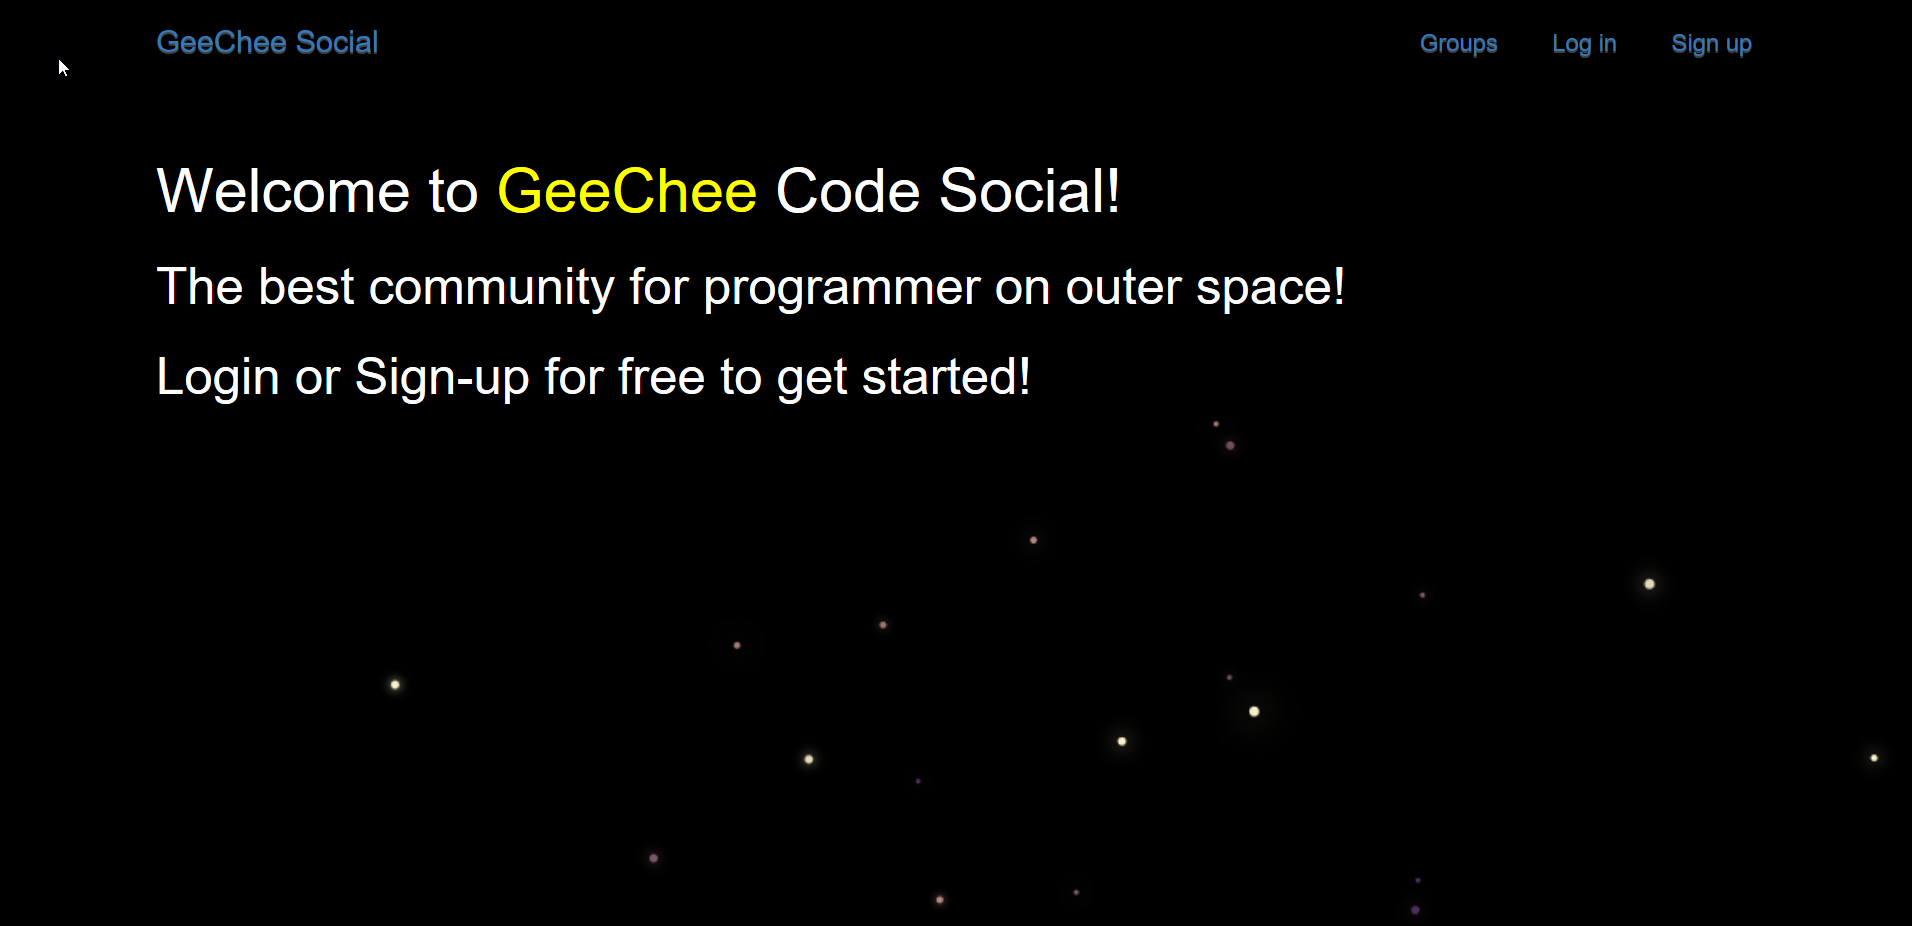 GeeChee Social
Groups Log in Sign up
Welcome to GeeChee Code Social!
The best community for programmer on outer space!
Login or Sign-up for free to get started!